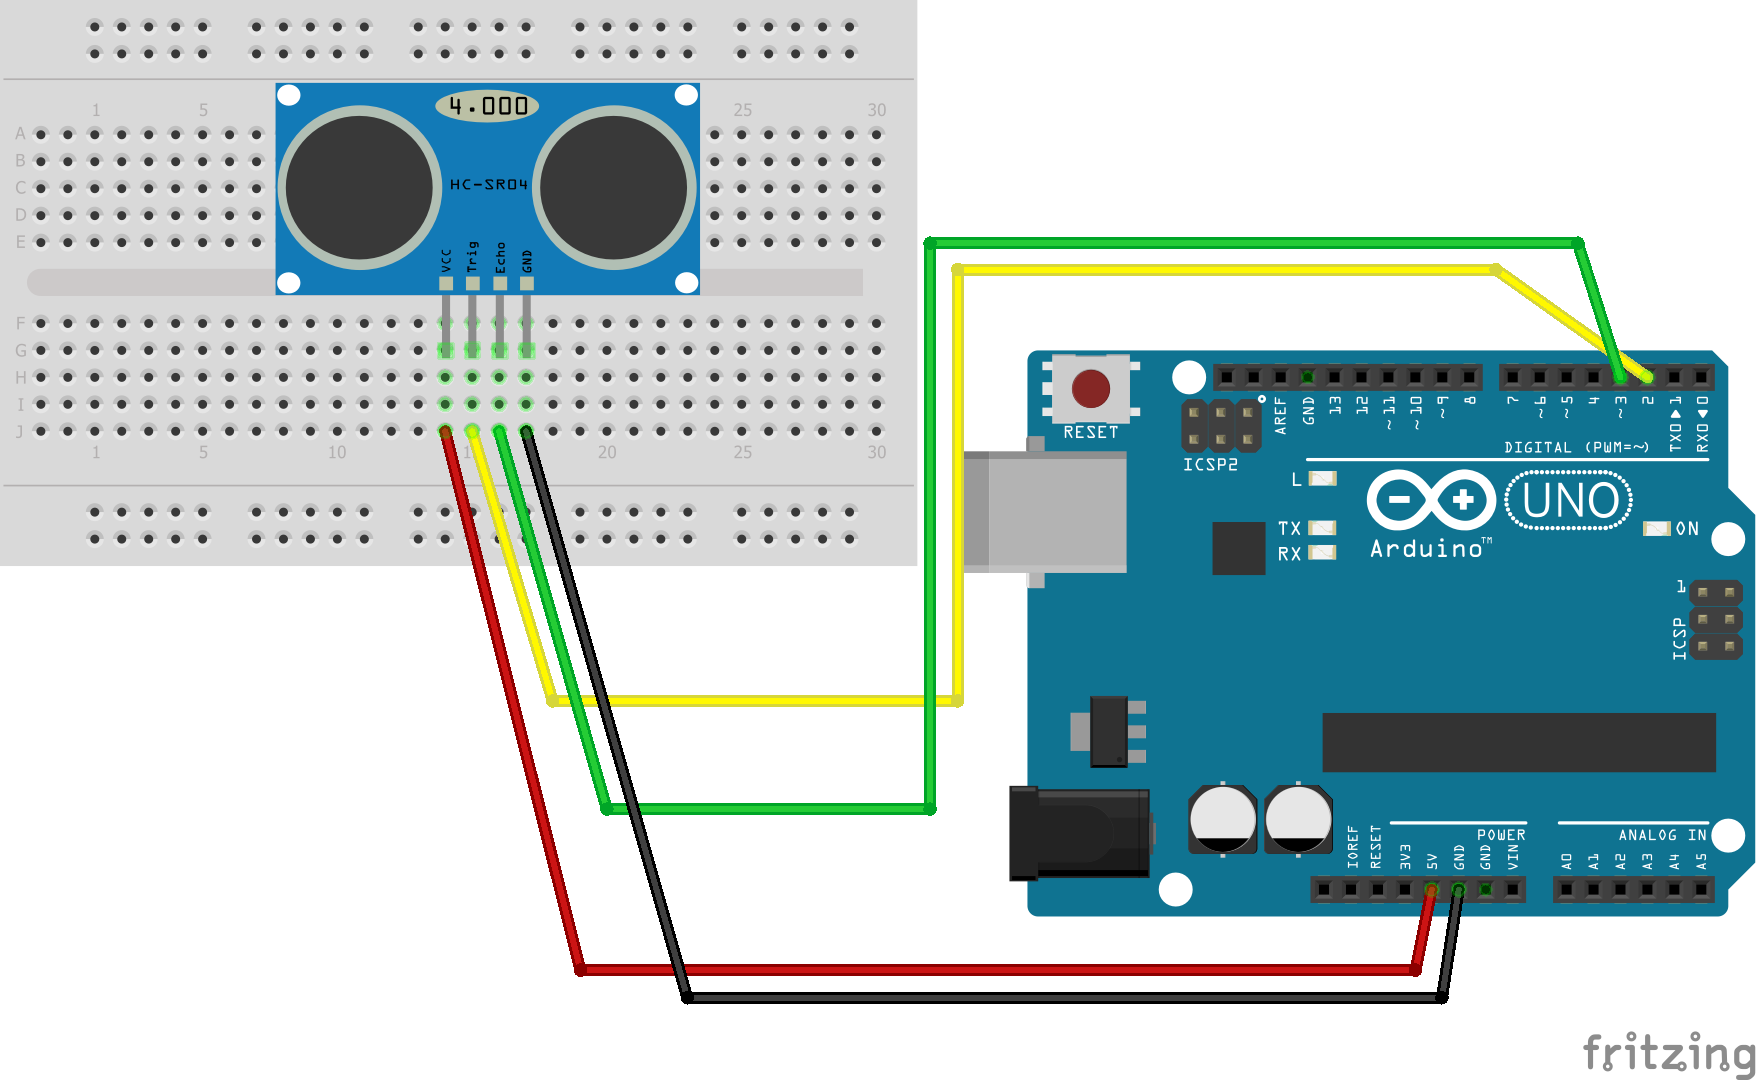 4.000
HC-SR04
VCC
Trig
Echo
GND
1 5 25 30
A
B
C
D
E
F
G
H
I
J
1 5 10 20 25 30
RESET
ICSP2
AREF
GND
13
12
~11
~10
~9
8
7
~6
~5
4
~3
2
TX0▶1
RX0◀0
DIGITAL (PWM=~)
L
TX
RX
UNO
Arduino™
ON
1
ICSP
POWER
ANALOG IN
IOREF
RESET
3V3
5V
GND
GND
VIN
A0
A1
A2
A3
A4
A5
fritzing